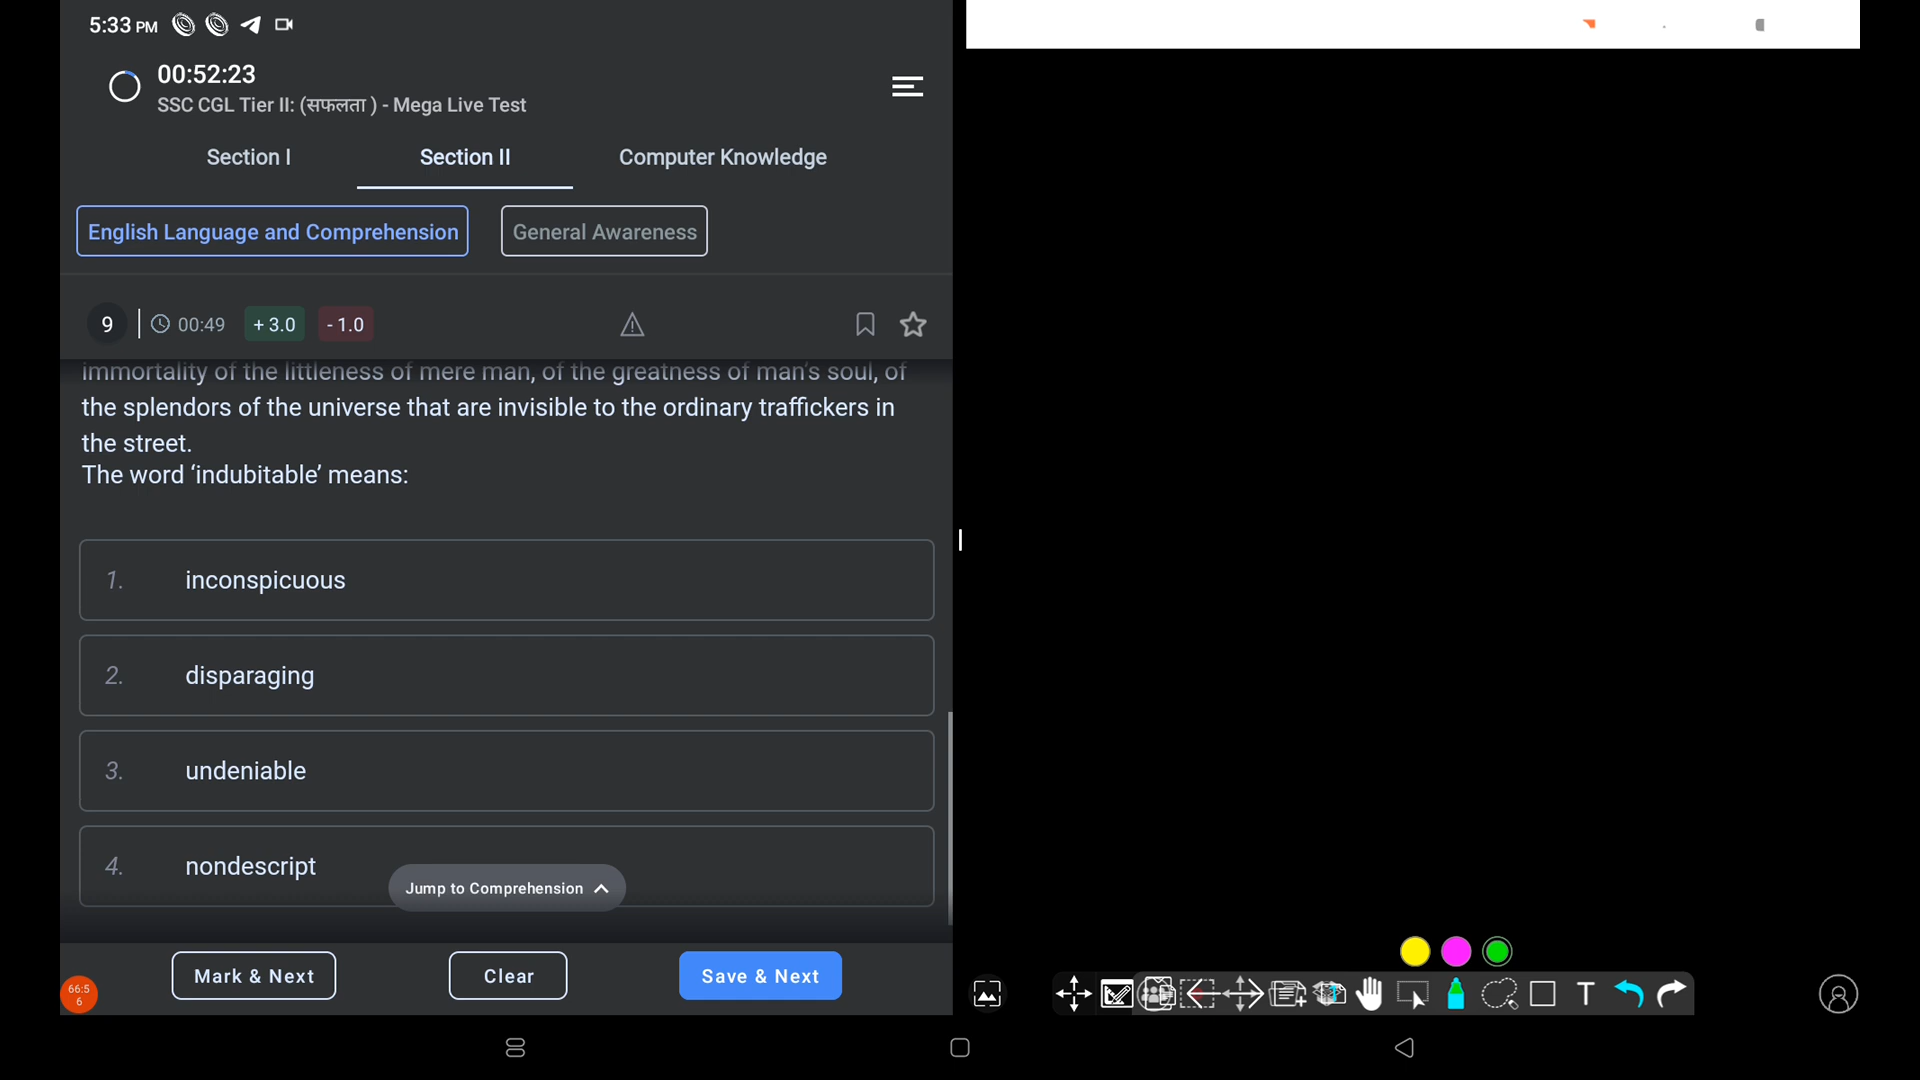 5:33 PM
00:52:23
SSC CGL Tier II: (सफलता ) - Mega Live Test
Section I
Section II
Computer Knowledge
English Language and Comprehension
General Awareness
9
00:49
+ 3.0
- 1.0
immortality of the littleness of mere man, of the greatness of man's soul, of
the splendors of the universe that are invisible to the ordinary traffickers in
the street.
The word ‘indubitable’ means:
1. inconspicuous
2. disparaging
3. undeniable
4. nondescript
Jump to Comprehension
Mark & Next
Clear
Save & Next
66:5
6
T